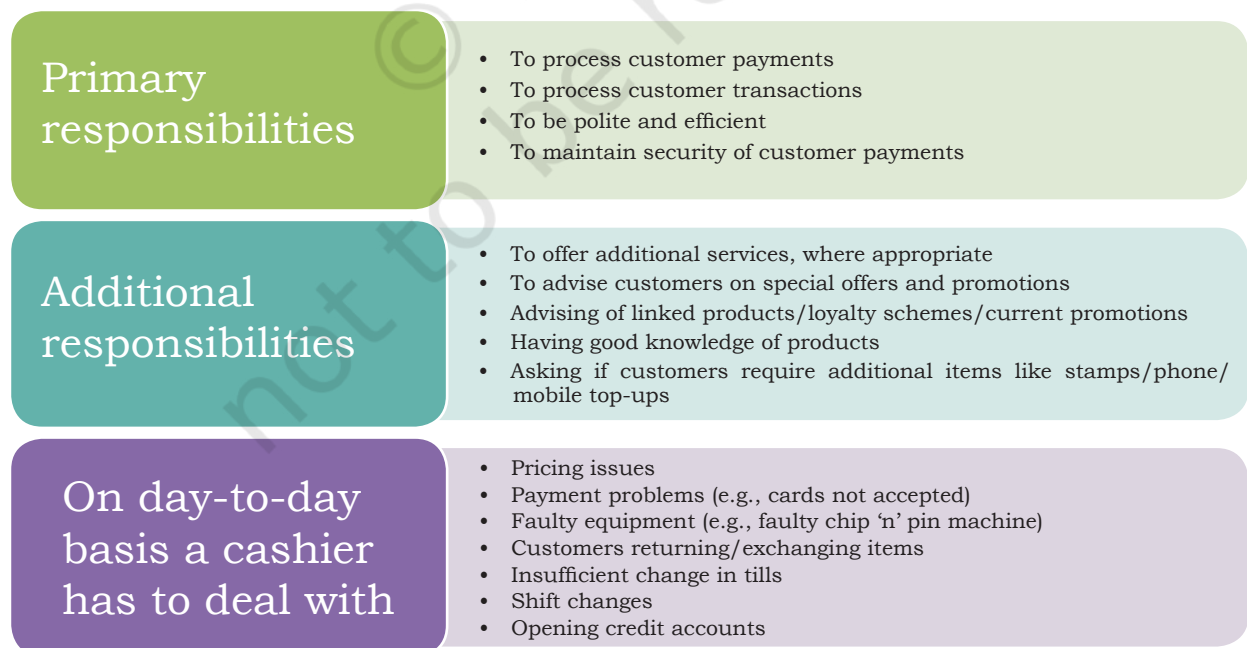 Primary
responsibilities
• To process customer payments
• To process customer transactions
• To be polite and efficient
• To maintain security of customer payments
Additional
responsibilities
• To offer additional services, where appropriate
• To advise customers on special offers and promotions
• Advising of linked products/loyalty schemes/current promotions
• Having good knowledge of products
• Asking if customers require additional items like stamps/phone/
mobile top-ups
On day-to-day
basis a cashier
has to deal with
• Pricing issues
• Payment problems (e.g., cards not accepted)
• Faulty equipment (e.g., faulty chip ‘n’ pin machine)
• Customers returning/exchanging items
• Insufficient change in tills
• Shift changes
• Opening credit accounts
©
not to be